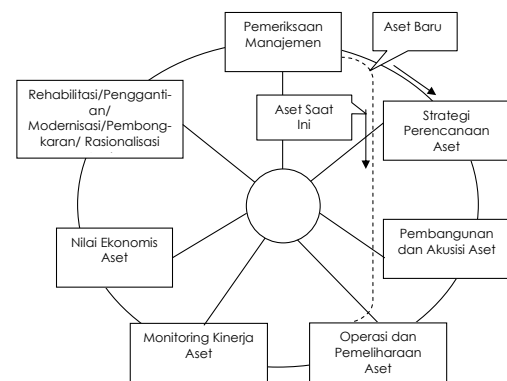 Pemeriksaan
Manajemen
Aset Baru
Rehabilitasi/Pengganti-
an/
Modernisasi/Pembong-
karan/ Rasionalisasi
Aset Saat
Ini
Strategi
Perencanaan
Aset
Nilai Ekonomis
Aset
Pembangunan
dan Akusisi Aset
Monitoring Kinerja
Aset
Operasi dan
Pemeliharaan
Aset